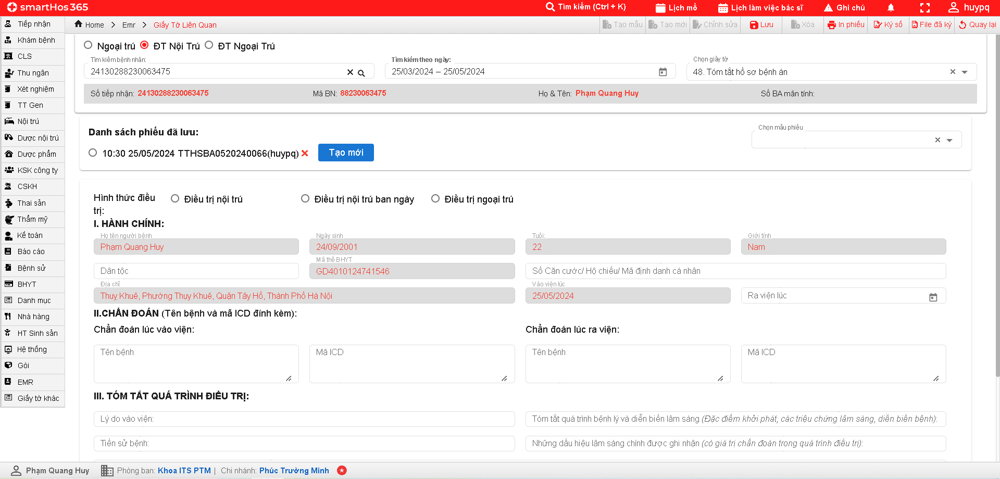 smartHos 365
Tìm kiếm (Ctrl + K)
Lịch mổ
Lịch làm việc bác sĩ
Ghi chú
huypq
Home > Emr > Giấy Tờ Liên Quan
Tạo mẫu
Tạo mới
Chỉnh sửa
Lưu
Xóa
In phiếu
Ký số
File đã ký
Quay lại
Tiếp nhận
Khám bệnh
CLS
Thu ngân
Xét nghiệm
TT Gen
Nội trú
Dược nội trú
Dược phẩm
KSK công ty
CSKH
Thai sản
Thẩm mỹ
Kế toán
Báo cáo
Bệnh sử
BHYT
Danh mục
Nhà hàng
HT Sinh sản
Hệ thống
Gói
EMR
Giấy tờ khác
Ngoại trú ĐT Nội Trú ĐT Ngoại Trú
Tìm kiếm bệnh nhân:
24130288230063475
Tìm kiếm theo ngày:
25/03/2024 – 25/05/2024
Chọn giấy tờ
48. Tóm tắt hồ sơ bệnh án
Số tiếp nhận: 24130288230063475 Mã BN: 88230063475 Họ & Tên: Phạm Quang Huy Số BA mãn tính:
Danh sách phiếu đã lưu:
10:30 25/05/2024 TTHSBA0520240066(huypq)
Tạo mới
Chọn mẫu phiếu
Hình thức điều trị:
Điều trị nội trú
Điều trị nội trú ban ngày
Điều trị ngoại trú
I. HÀNH CHÍNH:
Họ tên người bệnh
Phạm Quang Huy
Ngày sinh
24/09/2001
Tuổi:
22
Giới tính
Nam
Dân tộc
Mã thẻ BHYT
GD4010124741546
Số Căn cước/ Hộ chiếu/ Mã định danh cá nhân
Địa chỉ
Thuỵ Khuê, Phường Thụy Khuê, Quận Tây Hồ, Thành Phố Hà Nội
Vào viện lúc
25/05/2024
Ra viện lúc
II.CHẨN ĐOÁN (Tên bệnh và mã ICD đính kèm):
Chẩn đoán lúc vào viện:
Chẩn đoán lúc ra viện:
Tên bệnh
Mã ICD
Tên bệnh
Mã ICD
III. TÓM TẮT QUÁ TRÌNH ĐIỀU TRỊ:
Lý do vào viện:
Tóm tắt quá trình bệnh lý và diễn biến lâm sàng (Đặc điểm khởi phát, các triệu chứng lâm sàng, diễn biến bệnh):
Tiền sử bệnh:
Những dấu hiệu lâm sàng chính được ghi nhận (có giá trị chẩn đoán trong quá trình điều trị):
Phạm Quang Huy
Phòng ban: Khoa ITS PTM | Chi nhánh: Phúc Trường Minh